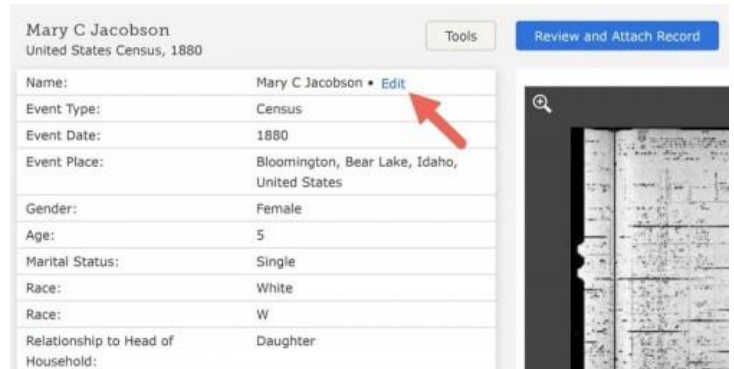 Mary C Jacobson
United States Census, 1880
Tools
Review and Attach Record
Name: Mary C Jacobson • Edit
Event Type: Census
Event Date: 1880
Event Place: Bloomington, Bear Lake, Idaho,
United States
Gender: Female
Age: 5
Marital Status: Single
Race: White
Race: W
Relationship to Head of Daughter
Household: